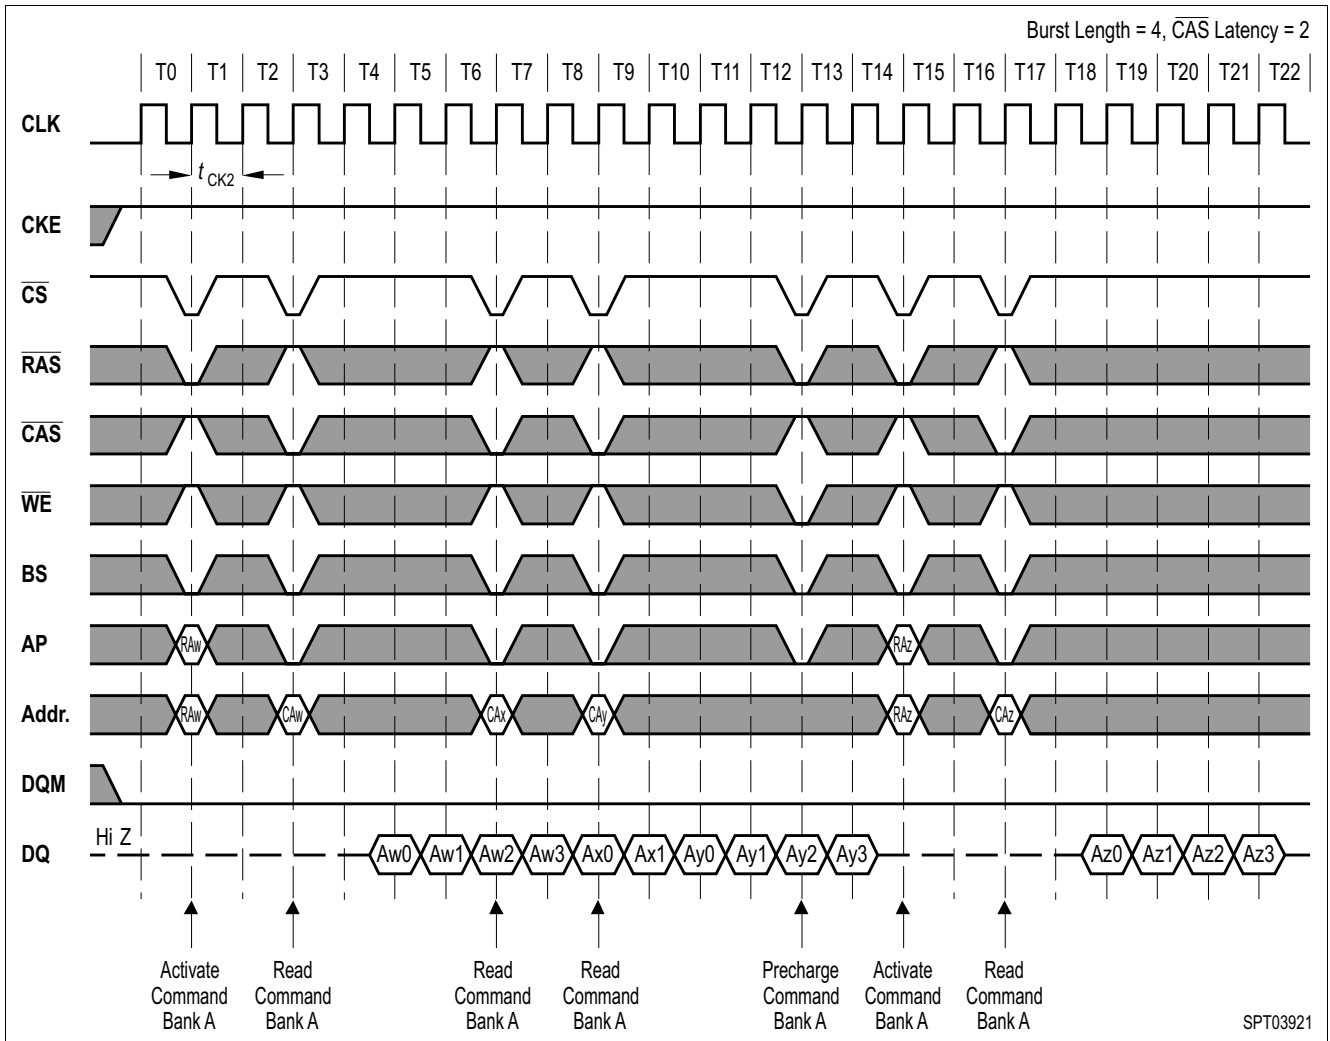 Burst Length = 4, CAS Latency = 2
T0 T1 T2 T3 T4 T5 T6 T7 T8 T9 T10 T11 T12 T13 T14 T15 T16 T17 T18 T19 T20 T21 T22
CLK
t CK2
CKE
CS
RAS
CAS
WE
BS
AP RAw RAz
Addr. RAw CAw CAx CAy RAz CAz
DQM
Hi Z
DQ Aw0 Aw1 Aw2 Aw3 Ax0 Ax1 Ay0 Ay1 Ay2 Ay3 Az0 Az1 Az2 Az3
Activate Read Read Read Precharge Activate Read
Command Command Command Command Command Command Command
Bank A Bank A Bank A Bank A Bank A Bank A Bank A
SPT03921